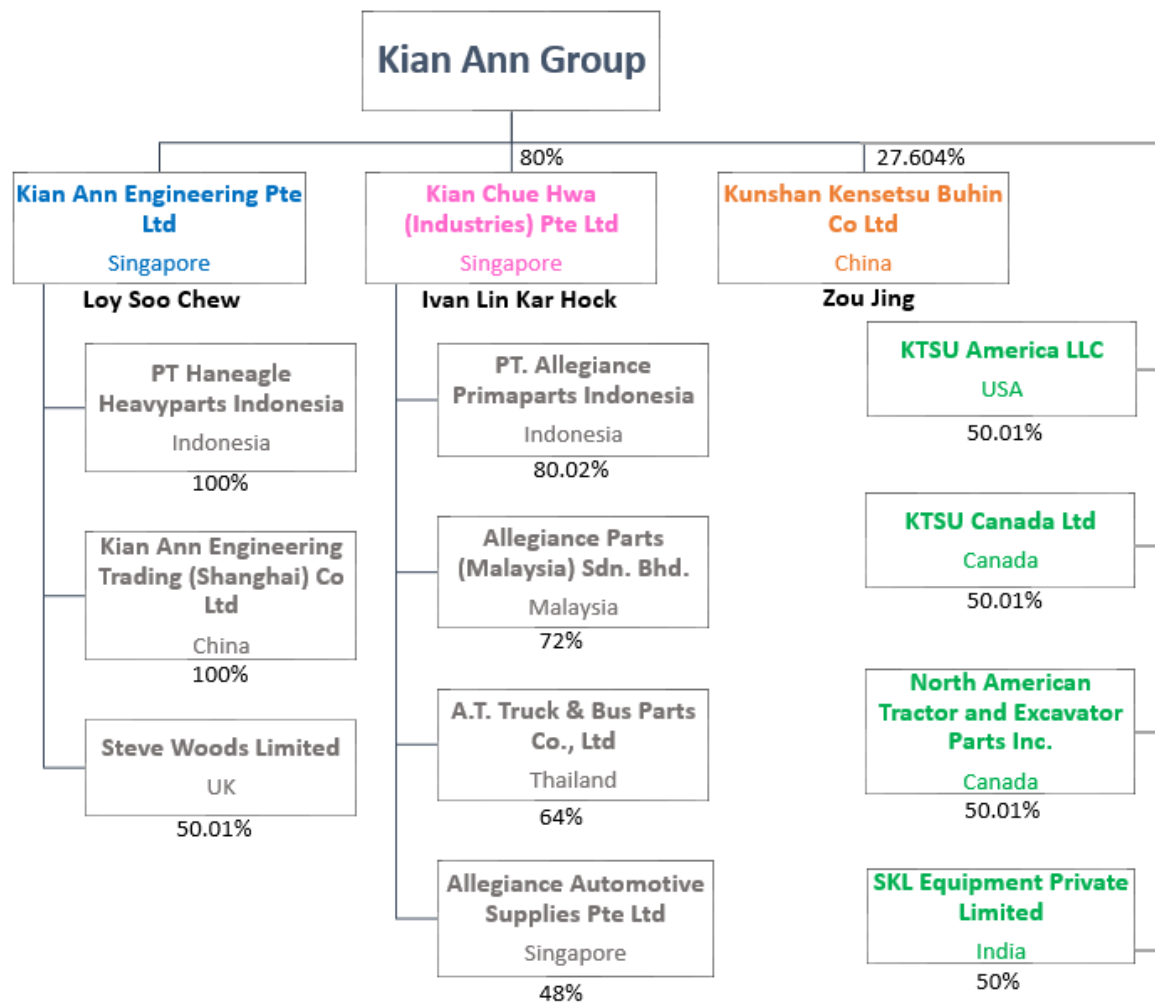 Kian Ann Group
80%
27.604%
Kian Ann Engineering Pte
Ltd
Singapore
Loy Soo Chew
PT Haneagle
Heavyparts Indonesia
Indonesia
100%
Kian Ann Engineering
Trading (Shanghai) Co
Ltd
China
100%
Steve Woods Limited
UK
50.01%
Kian Chue Hwa
(Industries) Pte Ltd
Singapore
Ivan Lin Kar Hock
PT. Allegiance
Primaparts Indonesia
Indonesia
80.02%
Allegiance Parts
(Malaysia) Sdn. Bhd.
Malaysia
72%
A.T. Truck & Bus Parts
Co., Ltd
Thailand
64%
Allegiance Automotive
Supplies Pte Ltd
Singapore
48%
Kunshan Kensetsu Buhin
Co Ltd
China
Zou Jing
KTSU America LLC
USA
50.01%
KTSU Canada Ltd
Canada
50.01%
North American
Tractor and Excavator
Parts Inc.
Canada
50.01%
SKL Equipment Private
Limited
India
50%